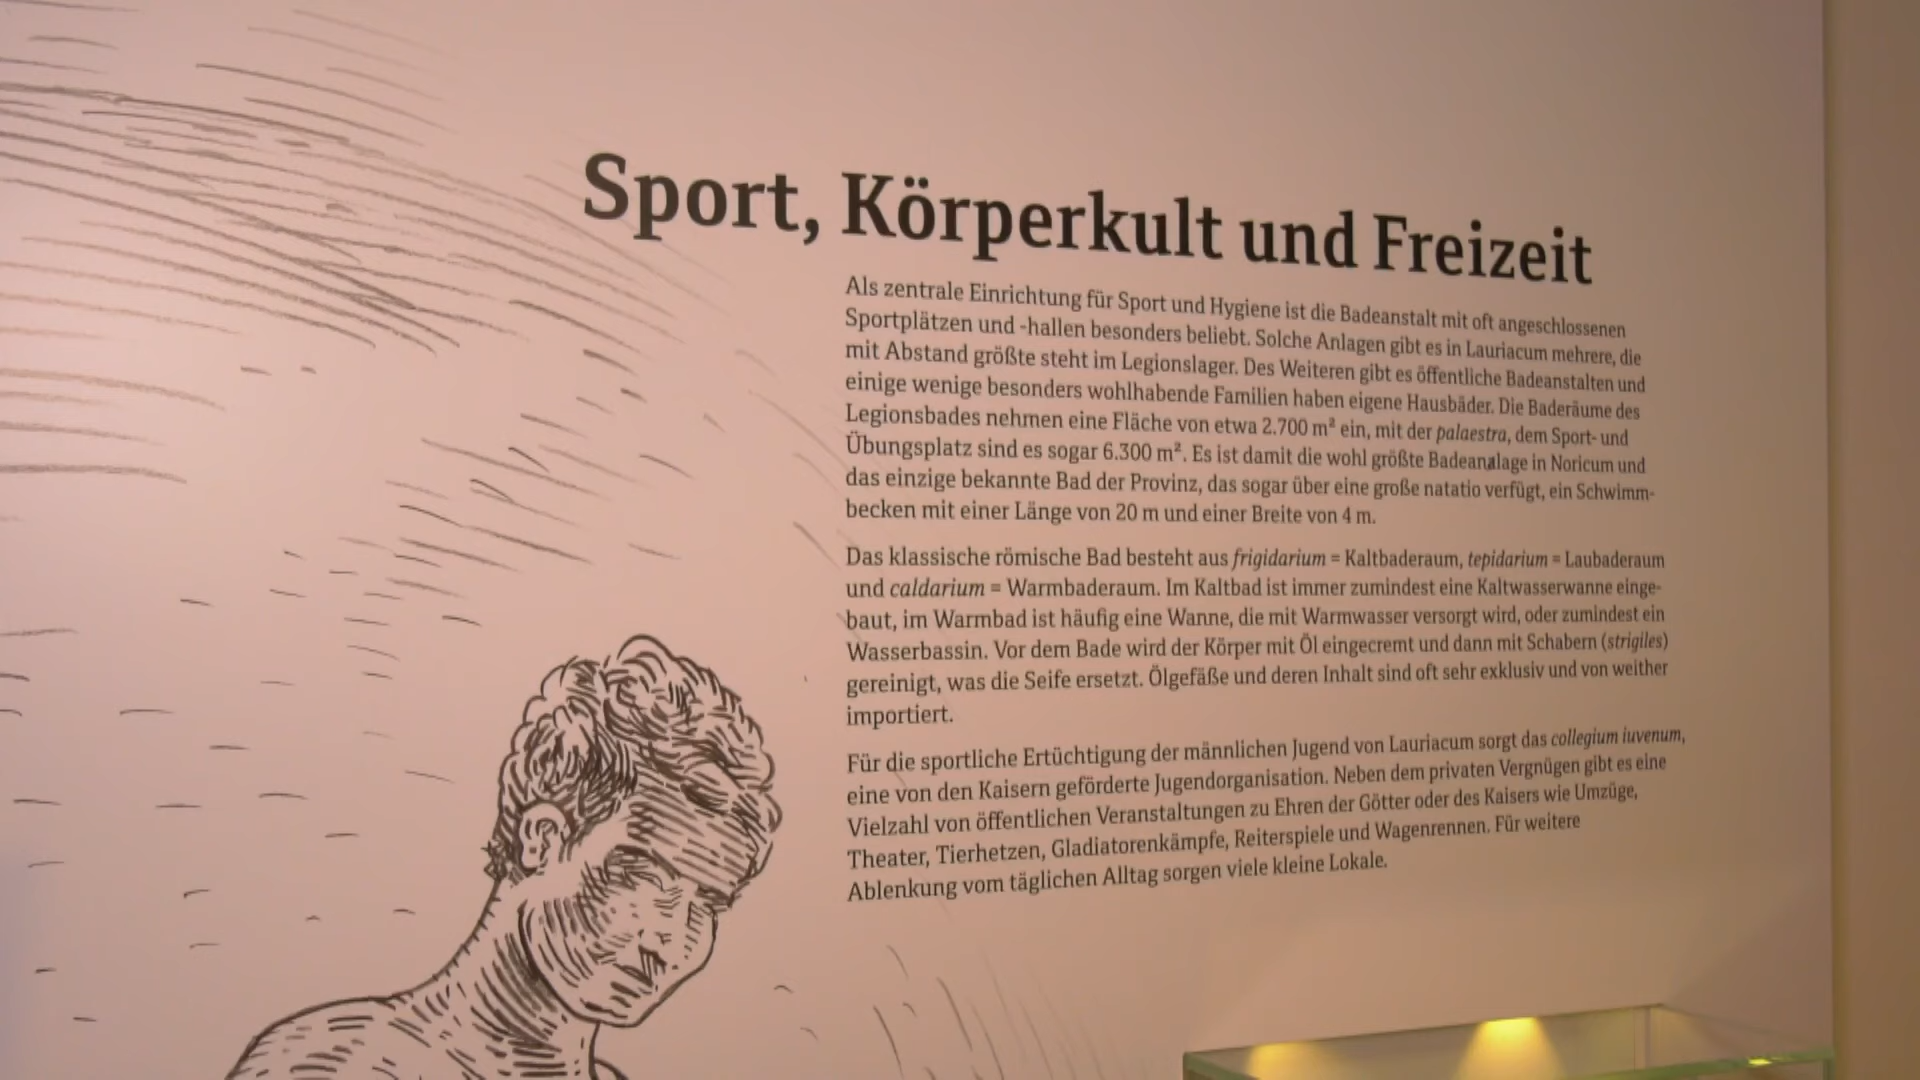 Sport, Körperkult und Freizeit
Als zentrale Einrichtung für Sport und Hygiene ist die Badeanstalt mit oft angeschlossenen
Sportplätzen und -hallen besonders beliebt. Solche Anlagen gibt es in Lauriacum mehrere, die
mit Abstand größte steht im Legionslager. Des Weiteren gibt es öffentliche Badeanstalten und
einige wenige besonders wohlhabende Familien haben eigene Hausbäder. Die Baderäume des
Legionsbades nehmen eine Fläche von etwa 2.700 m² ein, mit der palaestra, dem Sport- und
Übungsplatz sind es sogar 6.300 m². Es ist damit die wohl größte Badeanalage in Noricum und
das einzige bekannte Bad der Provinz, das sogar über eine große natatio verfügt, ein Schwimm-
becken mit einer Länge von 20 m und einer Breite von 4 m.
Das klassische römische Bad besteht aus frigidarium = Kaltbaderaum, tepidarium = Laubaderaum
und caldarium = Warmbaderaum. Im Kaltbad ist immer zumindest eine Kaltwasserwanne einge-
baut, im Warmbad ist häufig eine Wanne, die mit Warmwasser versorgt wird, oder zumindest ein
Wasserbassin. Vor dem Bade wird der Körper mit Öl eingecremt und dann mit Schabern (strigiles)
gereinigt, was die Seife ersetzt. Ölgefäße und deren Inhalt sind oft sehr exklusiv und von weither
importiert.
Für die sportliche Ertüchtigung der männlichen Jugend von Lauriacum sorgt das collegium iuvenum,
eine von den Kaisern geförderte Jugendorganisation. Neben dem privaten Vergnügen gibt es eine
Vielzahl von öffentlichen Veranstaltungen zu Ehren der Götter oder des Kaisers wie Umzüge,
Theater, Tierhetzen, Gladiatorenkämpfe, Reiterspiele und Wagenrennen. Für weitere
Ablenkung vom täglichen Alltag sorgen viele kleine Lokale.